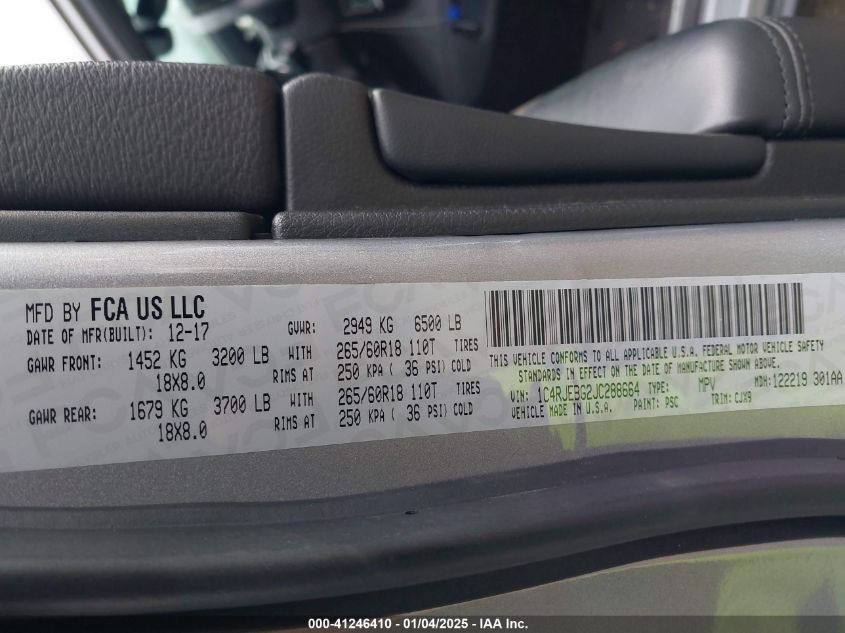 MFD BY FCA US LLC
DATE OF MFR(BUILT): 12-17 GVWR: 2949 KG 6500 LB
GAWR FRONT: 1452 KG 3200 LB WITH 265/60R18 110T TIRES
18X8.0 RIMS AT 250 KPA ( 36 PSI) COLD
GAWR REAR: 1679 KG 3700 LB WITH 265/60R18 110T TIRES
18X8.0 RIMS AT 250 KPA ( 36 PSI) COLD
THIS VEHICLE CONFORMS TO ALL APPLICABLE U.S.A. FEDERAL MOTOR VEHICLE SAFETY
STANDARDS IN EFFECT ON THE DATE OF MANUFACTURE SHOWN ABOVE.
VIN: 1C4RJEBG2JC286664 TYPE: MPV MDH: 122219 301AA
VEHICLE MADE IN U.S.A. PAINT: PSC TRIM: CJX9
000-41246410 - 01/04/2025 - IAA Inc.